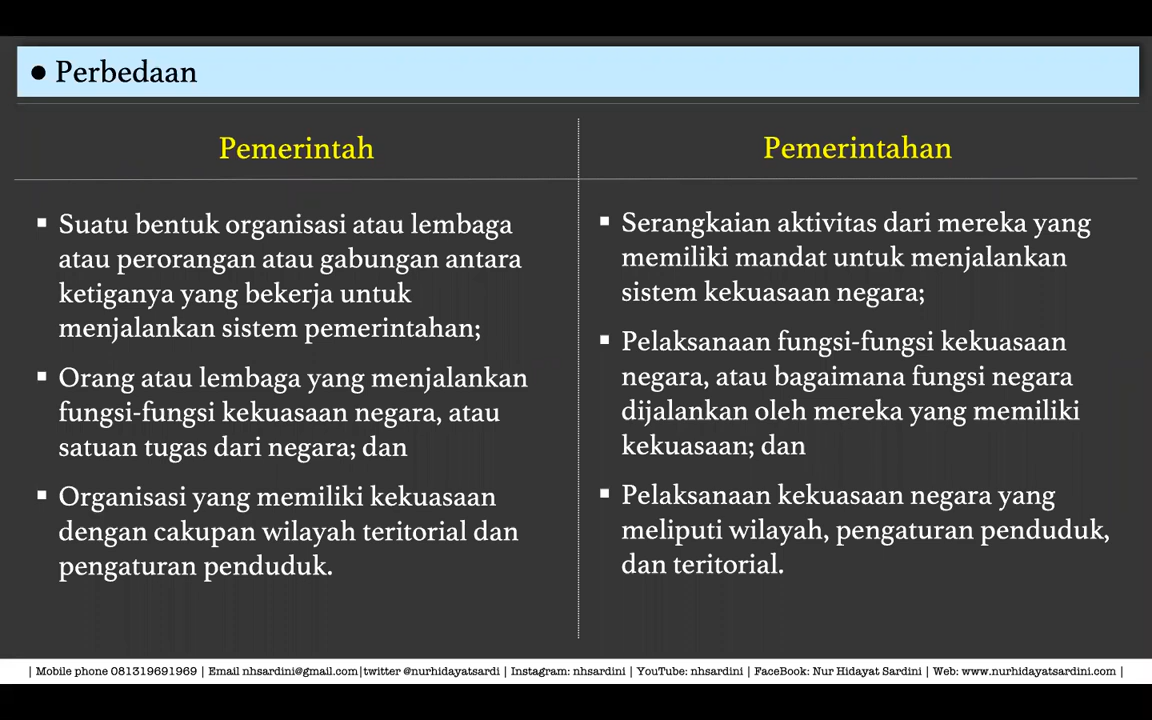 ● Perbedaan
Pemerintah
▪ Suatu bentuk organisasi atau lembaga
atau perorangan atau gabungan antara
ketiganya yang bekerja untuk
menjalankan sistem pemerintahan;
▪ Orang atau lembaga yang menjalankan
fungsi-fungsi kekuasaan negara, atau
satuan tugas dari negara; dan
▪ Organisasi yang memiliki kekuasaan
dengan cakupan wilayah teritorial dan
pengaturan penduduk.
Pemerintahan
▪ Serangkaian aktivitas dari mereka yang
memiliki mandat untuk menjalankan
sistem kekuasaan negara;
▪ Pelaksanaan fungsi-fungsi kekuasaan
negara, atau bagaimana fungsi negara
dijalankan oleh mereka yang memiliki
kekuasaan; dan
▪ Pelaksanaan kekuasaan negara yang
meliputi wilayah, pengaturan penduduk,
dan teritorial.
| Mobile phone 081319691969 | Email nhsardini@gmail.com|twitter @nurhidayatsardi | Instagram: nhsardini | YouTube: nhsardini | FaceBook: Nur Hidayat Sardini | Web: www.nurhidayatsardini.com |